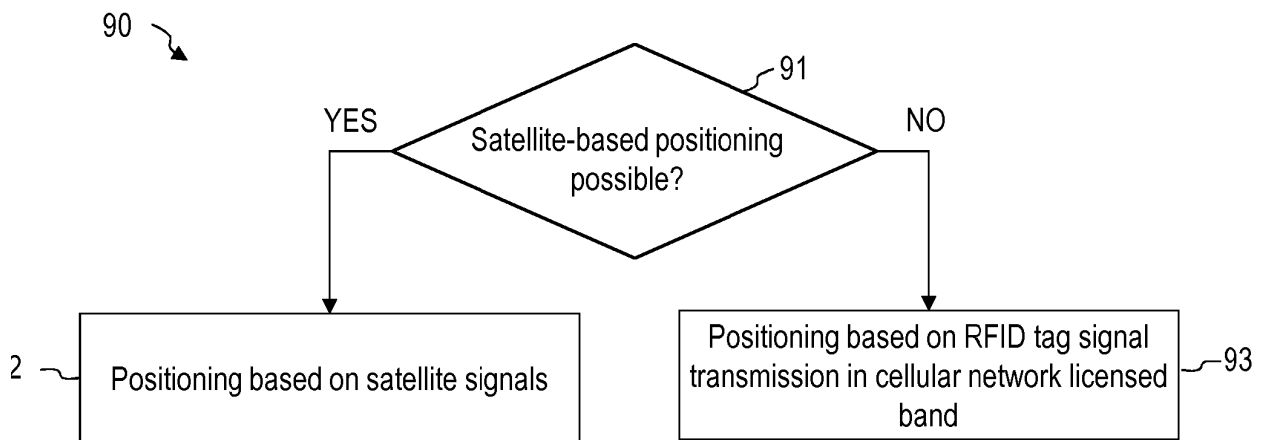 90
91
YES
NO
Satellite-based positioning
possible?
Positioning based on RFID tag signal
transmission in cellular network licensed
band
93
2
Positioning based on satellite signals